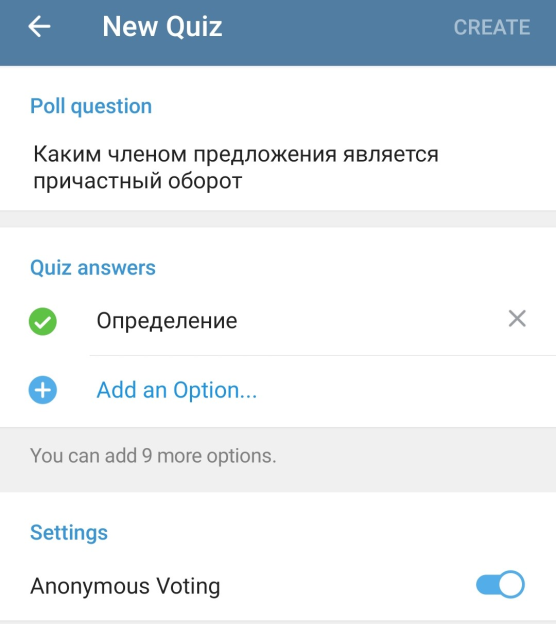 New Quiz
CREATE
Poll question
Каким членом предложения является
причастный оборот
Quiz answers
Определение
Add an Option...
You can add 9 more options.
Settings
Anonymous Voting